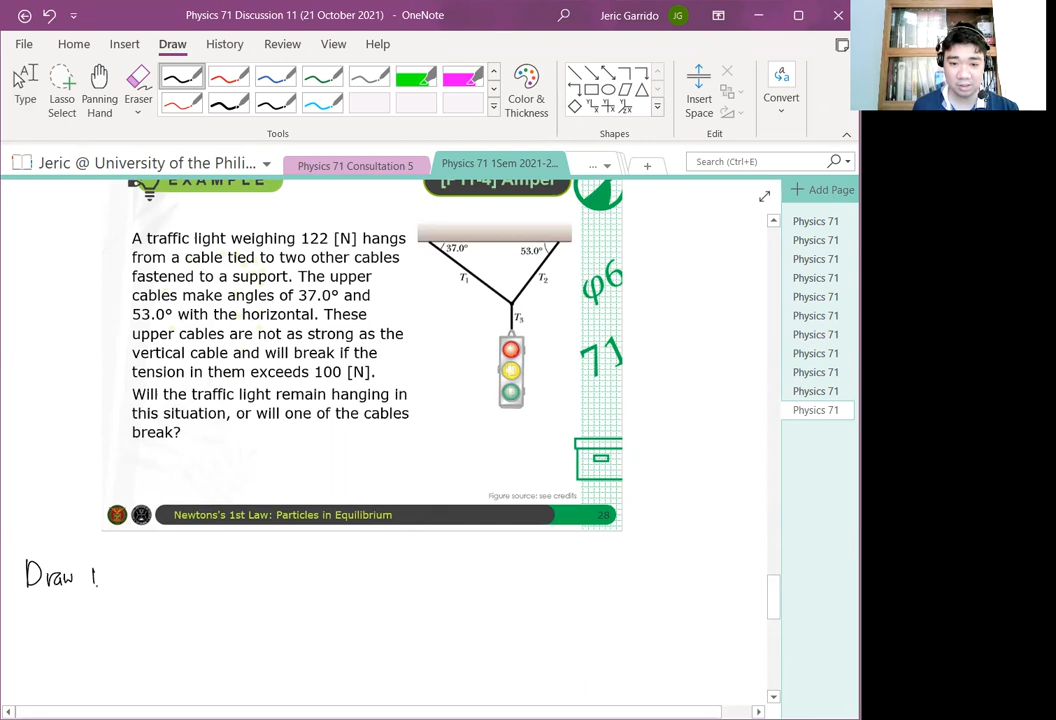 Physics 71 Discussion 11 (21 October 2021) - OneNote
Jeric Garrido
JG
File
Home
Insert
Draw
History
Review
View
Help
Type
Lasso Select
Panning Hand
Eraser
Color & Thickness
Insert Space
Convert
Tools
Shapes
Edit
Jeric @ University of the Phili...
Physics 71 Consultation 5
Physics 71 1Sem 2021-2...
...
Search (Ctrl+E)
Add Page
EXAMPLE
[P11-4] Amper
A traffic light weighing 122 [N] hangs
from a cable tied to two other cables
fastened to a support. The upper
cables make angles of 37.0° and
53.0° with the horizontal. These
upper cables are not as strong as the
vertical cable and will break if the
tension in them exceeds 100 [N].
Will the traffic light remain hanging in
this situation, or will one of the cables
break?
37.0°
53.0°
T1
T2
T3
φ6
71
Figure source: see credits
Newtons's 1st Law: Particles in Equilibrium
28
Draw
Physics 71
Physics 71
Physics 71
Physics 71
Physics 71
Physics 71
Physics 71
Physics 71
Physics 71
Physics 71
Physics 71